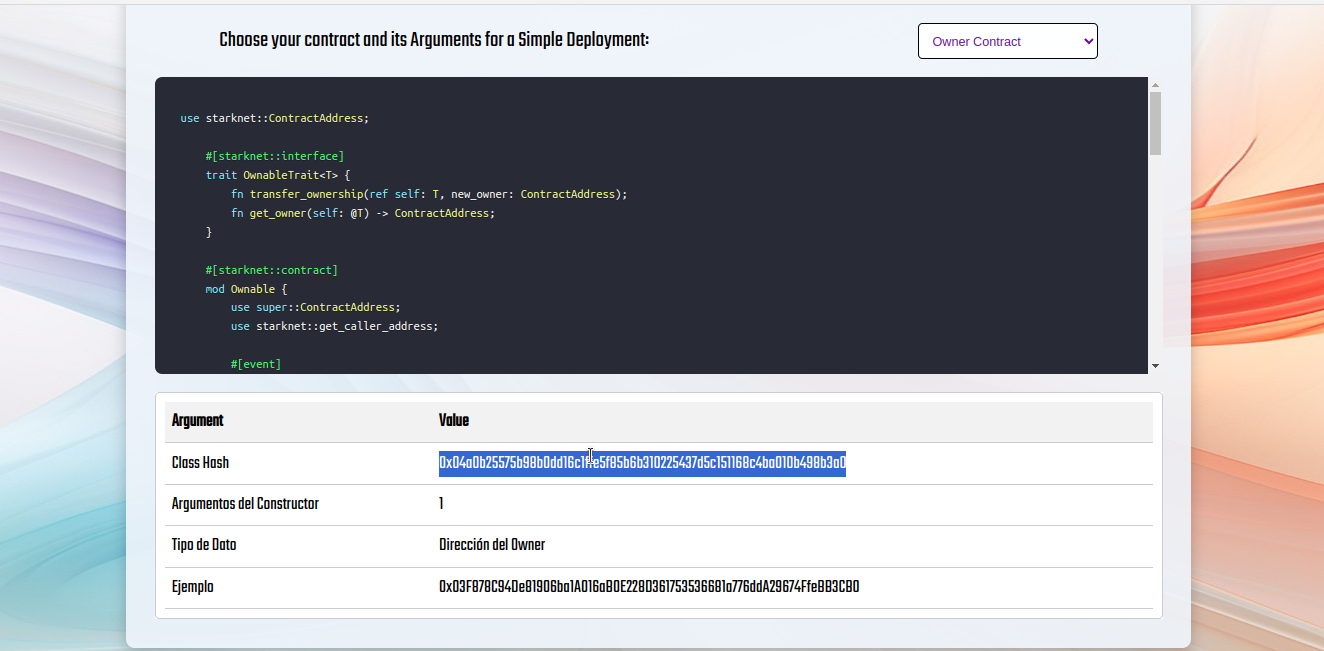 Choose your contract and its Arguments for a Simple Deployment:
Owner Contract
use starknet::ContractAddress;
#[starknet::interface]
trait OwnableTrait<T> {
fn transfer_ownership(ref self: T, new_owner: ContractAddress);
fn get_owner(self: @T) -> ContractAddress;
}
#[starknet::contract]
mod Ownable {
use super::ContractAddress;
use starknet::get_caller_address;
#[event]
Argument Value
Class Hash
Argumentos del Constructor 1
Tipo de Dato Dirección del Owner
Ejemplo 0x03F878C94De81906ba1A016aB0E228D361753536681a776ddA29674FfeBB3CB0